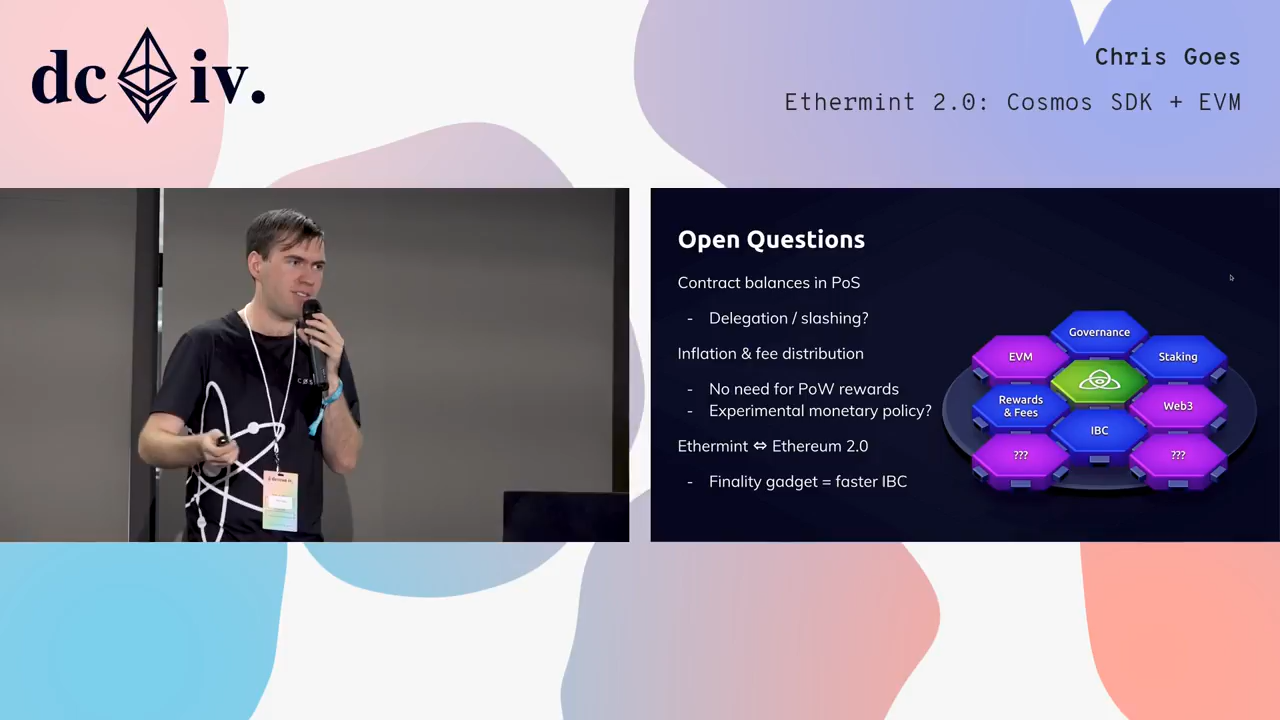 dc iv.
Chris Goes
Ethermint 2.0: Cosmos SDK + EVM
Open Questions
Contract balances in PoS
- Delegation / slashing?
Inflation & fee distribution
- No need for PoW rewards
- Experimental monetary policy?
Ethermint ⇔ Ethereum 2.0
- Finality gadget = faster IBC
Governance
EVM
Staking
Rewards
& Fees
Web3
IBC
???
???